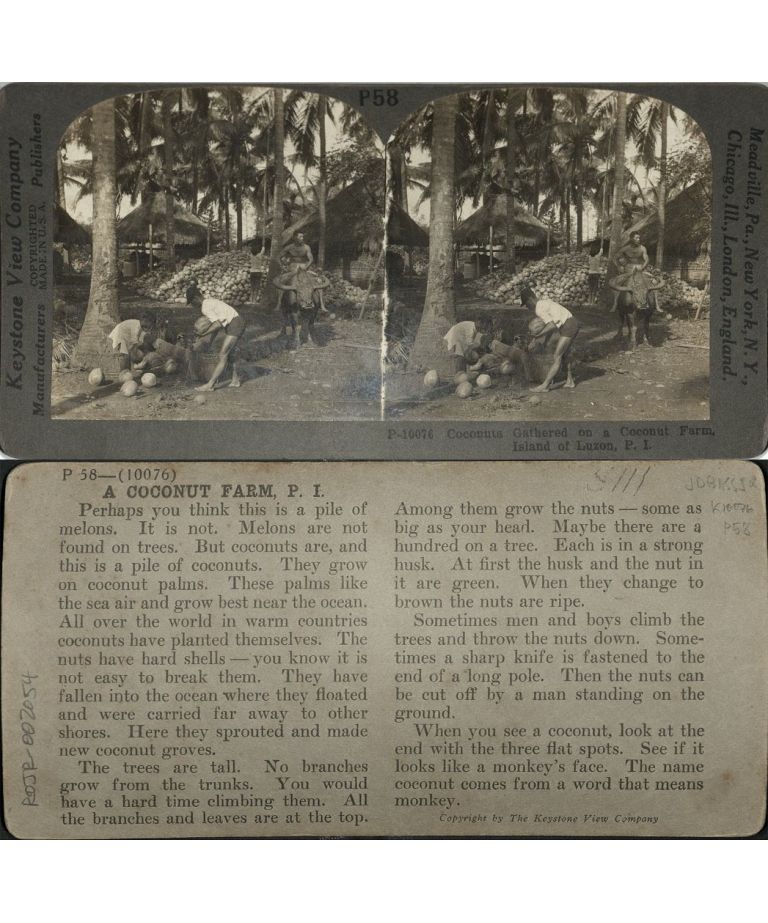 P58
Keystone View Company
COPYRIGHTED
MADE IN U.S.A.
Manufacturers Publishers
Meadville, Pa., New York, N. Y.,
Chicago, Ill., London, England.
P-10076 Coconuts Gathered on a Coconut Farm,
Island of Luzon, P. I.
P 58—(10076)
A COCONUT FARM, P. I.
Perhaps you think this is a pile of
melons. It is not. Melons are not
found on trees. But coconuts are, and
this is a pile of coconuts. They grow
on coconut palms. These palms like
the sea air and grow best near the ocean.
All over the world in warm countries
coconuts have planted themselves. The
nuts have hard shells — you know it is
not easy to break them. They have
fallen into the ocean where they floated
and were carried far away to other
shores. Here they sprouted and made
new coconut groves.
The trees are tall. No branches
grow from the trunks. You would
have a hard time climbing them. All
the branches and leaves are at the top.
Among them grow the nuts — some as
big as your head. Maybe there are a
hundred on a tree. Each is in a strong
husk. At first the husk and the nut in
it are green. When they change to
brown the nuts are ripe.
Sometimes men and boys climb the
trees and throw the nuts down. Some-
times a sharp knife is fastened to the
end of a long pole. Then the nuts can
be cut off by a man standing on the
ground.
When you see a coconut, look at the
end with the three flat spots. See if it
looks like a monkey's face. The name
coconut comes from a word that means
monkey.
Copyright by The Keystone View Company
K10076
P58